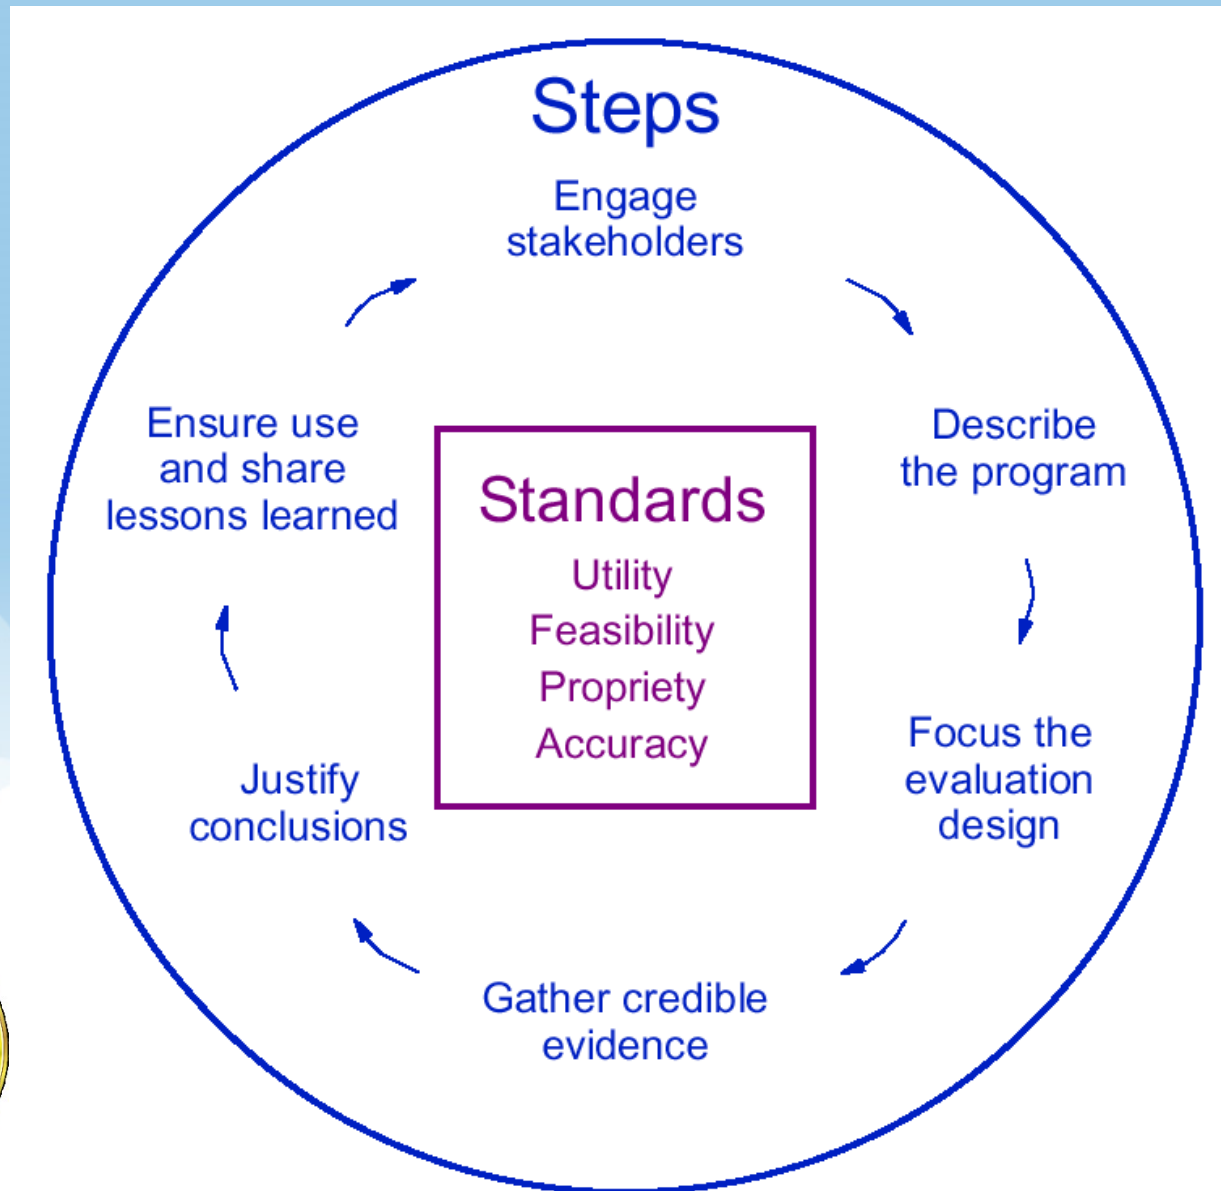 Steps
Engage
stakeholders
Describe
the program
Focus the
evaluation
design
Gather credible
evidence
Justify
conclusions
Ensure use
and share
lessons learned
Standards
Utility
Feasibility
Propriety
Accuracy